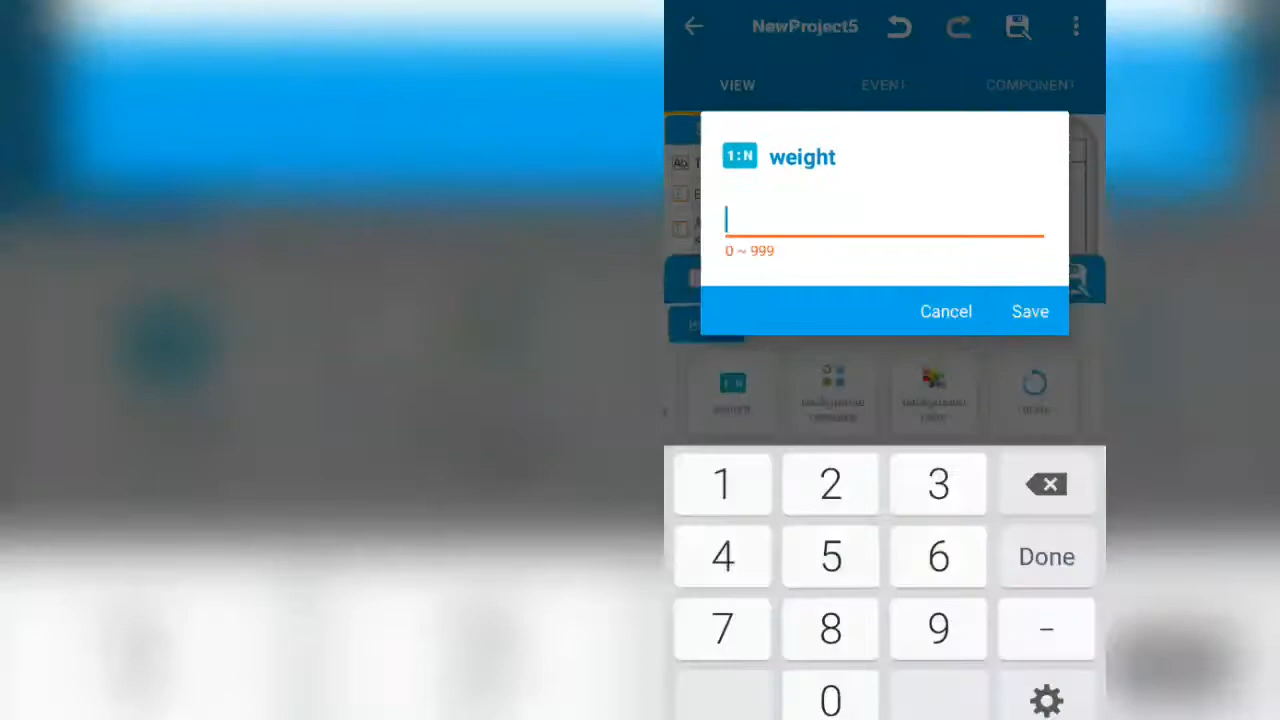 NewProject5
VIEW EVENT COMPONENT
1:N weight
0 ~ 999
Cancel Save
1 2 3
4 5 6 Done
7 8 9 -
0